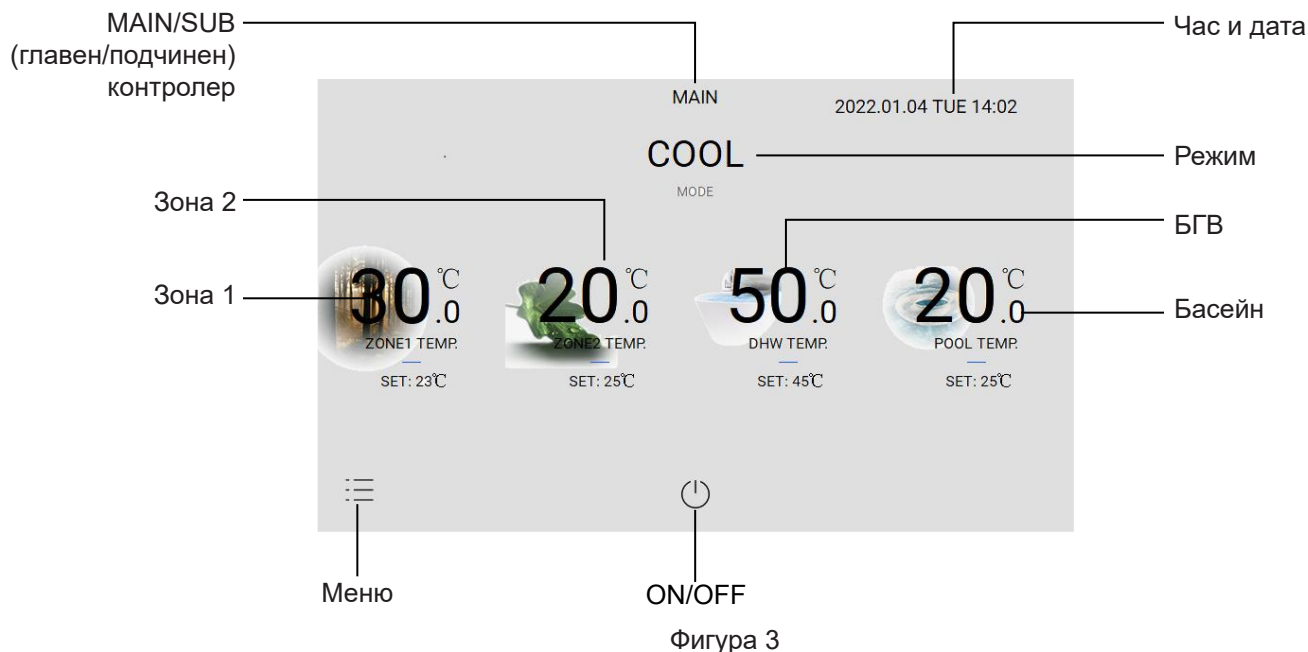 MAIN/SUB
(главен/подчинен)
контролер
Час и дата
MAIN
2022.01.04 TUE 14:02
COOL
Режим
MODE
Зона 2
БГВ
Зона 1
30.0℃
20.0℃
50.0℃
20.0℃
Басейн
ZONE1 TEMP.
ZONE2 TEMP.
DHW TEMP.
POOL TEMP.
SET: 23℃
SET: 25℃
SET: 45℃
SET: 25℃
Меню
ON/OFF
Фигура 3